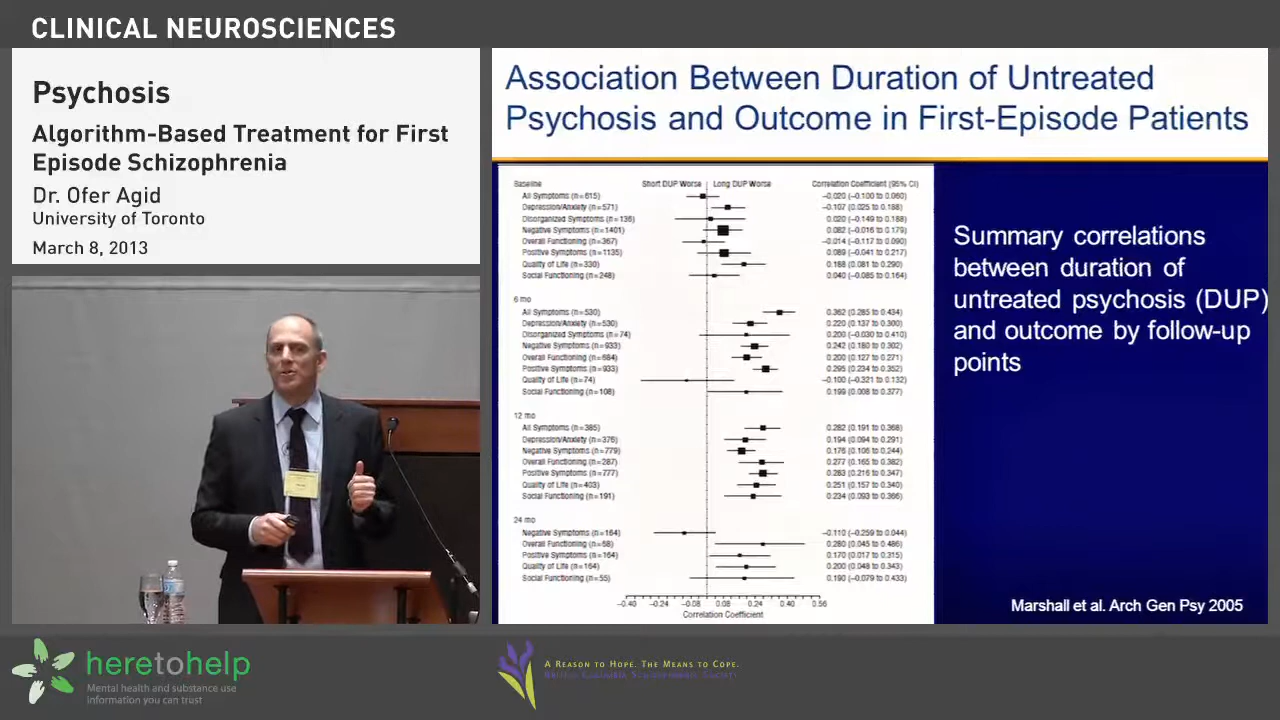 CLINICAL NEUROSCIENCES
Psychosis
Algorithm-Based Treatment for First
Episode Schizophrenia
Dr. Ofer Agid
University of Toronto
March 8, 2013
Association Between Duration of Untreated
Psychosis and Outcome in First-Episode Patients
Baseline Short DUP Worse Long DUP Worse Correlation Coefficient (95% CI)
All Symptoms (n=615) –0.020 (–0.100 to 0.060)
Depression/Anxiety (n=571) –0.107 (0.025 to 0.188)
Disorganized Symptoms (n=136) 0.020 (–0.149 to 0.188)
Negative Symptoms (n=1401) 0.082 (–0.016 to 0.179)
Overall Functioning (n=367) –0.014 (–0.117 to 0.090)
Positive Symptoms (n=1135) 0.089 (–0.041 to 0.217)
Quality of Life (n=330) 0.188 (0.081 to 0.290)
Social Functioning (n=248) 0.040 (–0.085 to 0.164)
6 mo
All Symptoms (n=530) 0.362 (0.285 to 0.434)
Depression/Anxiety (n=530) 0.220 (0.137 to 0.300)
Disorganized Symptoms (n=74) 0.200 (–0.030 to 0.410)
Negative Symptoms (n=933) 0.242 (0.180 to 0.302)
Overall Functioning (n=684) 0.200 (0.127 to 0.271)
Positive Symptoms (n=933) 0.295 (0.234 to 0.352)
Quality of Life (n=74) –0.100 (–0.321 to 0.132)
Social Functioning (n=108) 0.199 (0.008 to 0.377)
12 mo
All Symptoms (n=385) 0.282 (0.191 to 0.368)
Depression/Anxiety (n=376) 0.194 (0.094 to 0.291)
Negative Symptoms (n=779) 0.176 (0.106 to 0.244)
Overall Functioning (n=287) 0.277 (0.165 to 0.382)
Positive Symptoms (n=777) 0.283 (0.216 to 0.347)
Quality of Life (n=403) 0.251 (0.157 to 0.340)
Social Functioning (n=191) 0.234 (0.093 to 0.366)
24 mo
Negative Symptoms (n=164) –0.110 (–0.259 to 0.044)
Overall Functioning (n=58) 0.280 (0.045 to 0.486)
Positive Symptoms (n=164) 0.170 (0.017 to 0.315)
Quality of Life (n=164) 0.200 (0.048 to 0.343)
Social Functioning (n=55) 0.190 (–0.079 to 0.433)
–0.40 –0.24 –0.08 0.08 0.24 0.40 0.56
Correlation Coefficient
Summary correlations
between duration of
untreated psychosis (DUP)
and outcome by follow-up
points
Marshall et al. Arch Gen Psy 2005
heretohelp
Mental health and substance use
information you can trust
A Reason to Hope. The Means to Cope.
British Columbia Schizophrenia Society